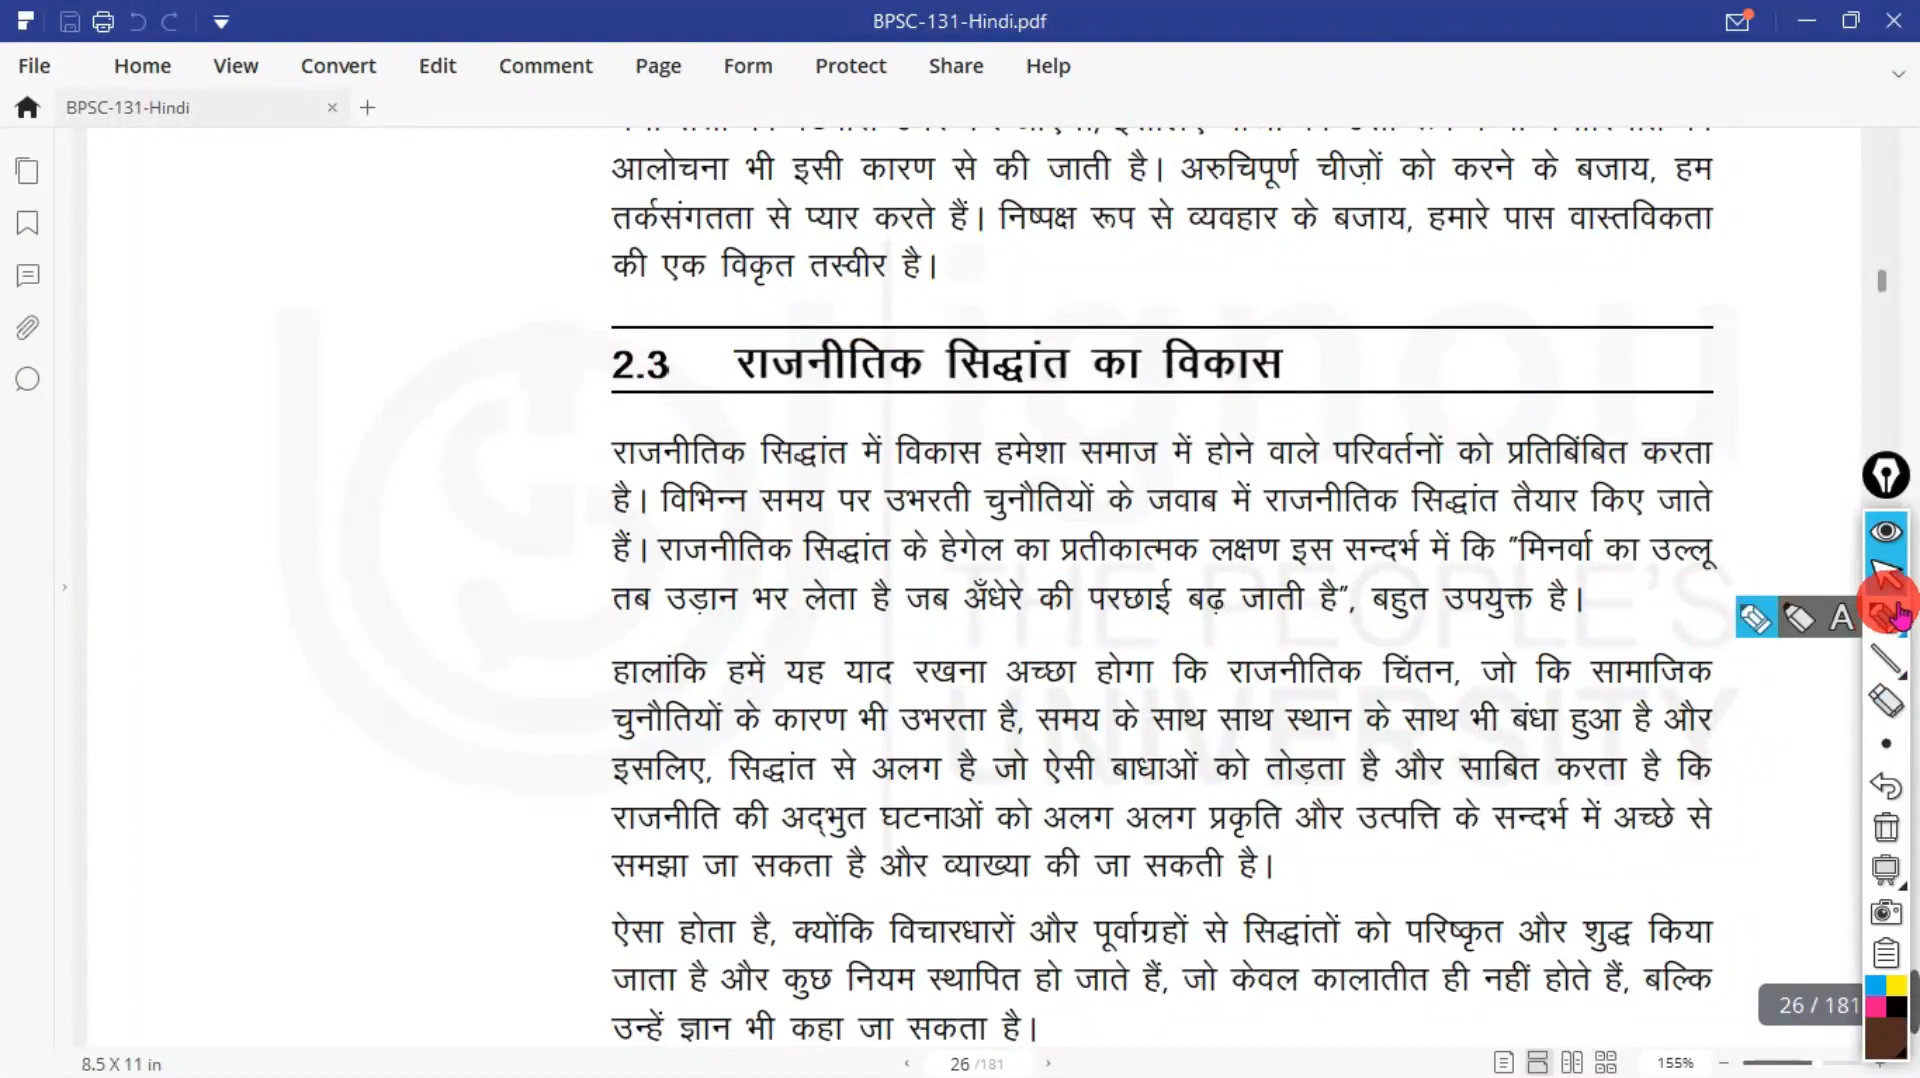 BPSC-131-Hindi.pdf
File Home View Convert Edit Comment Page Form Protect Share Help
BPSC-131-Hindi
आलोचना भी इसी कारण से की जाती है। अरुचिपूर्ण चीज़ों को करने के बजाय, हम
तर्कसंगतता से प्यार करते हैं। निष्पक्ष रूप से व्यवहार के बजाय, हमारे पास वास्तविकता
की एक विकृत तस्वीर है।
2.3 राजनीतिक सिद्धांत का विकास
राजनीतिक सिद्धांत में विकास हमेशा समाज में होने वाले परिवर्तनों को प्रतिबिंबित करता
है। विभिन्न समय पर उभरती चुनौतियों के जवाब में राजनीतिक सिद्धांत तैयार किए जाते
हैं। राजनीतिक सिद्धांत के हेगेल का प्रतीकात्मक लक्षण इस सन्दर्भ में कि "मिनर्वा का उल्लू
तब उड़ान भर लेता है जब अँधेरे की परछाई बढ़ जाती है", बहुत उपयुक्त है।
हालांकि हमें यह याद रखना अच्छा होगा कि राजनीतिक चिंतन, जो कि सामाजिक
चुनौतियों के कारण भी उभरता है, समय के साथ साथ स्थान के साथ भी बंधा हुआ है और
इसलिए, सिद्धांत से अलग है जो ऐसी बाधाओं को तोड़ता है और साबित करता है कि
राजनीति की अद्भुत घटनाओं को अलग अलग प्रकृति और उत्पत्ति के सन्दर्भ में अच्छे से
समझा जा सकता है और व्याख्या की जा सकती है।
ऐसा होता है, क्योंकि विचारधारों और पूर्वाग्रहों से सिद्धांतों को परिष्कृत और शुद्ध किया
जाता है और कुछ नियम स्थापित हो जाते हैं, जो केवल कालातीत ही नहीं होते हैं, बल्कि
उन्हें ज्ञान भी कहा जा सकता है।
ignou
THE PEOPLE'S
UNIVERSITY
A
26 / 181
8.5 X 11 in
26 /181
155%